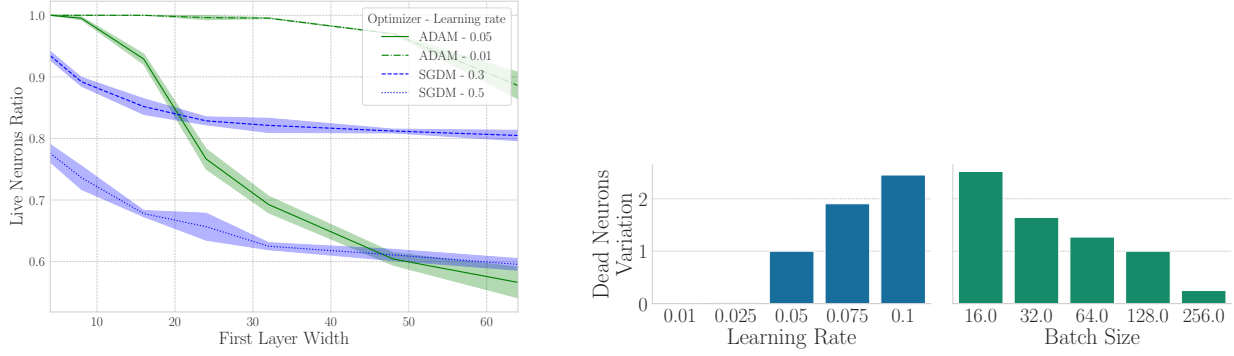 1.0
0.9
0.8
0.7
0.6
Live Neurons Ratio
Optimizer - Learning rate
ADAM - 0.05
ADAM - 0.01
SGDM - 0.3
SGDM - 0.5
10 20 30 40 50 60
First Layer Width
Dead Neurons
Variation
2
1
0
0.01 0.025 0.05 0.075 0.1
Learning Rate
16.0 32.0 64.0 128.0 256.0
Batch Size